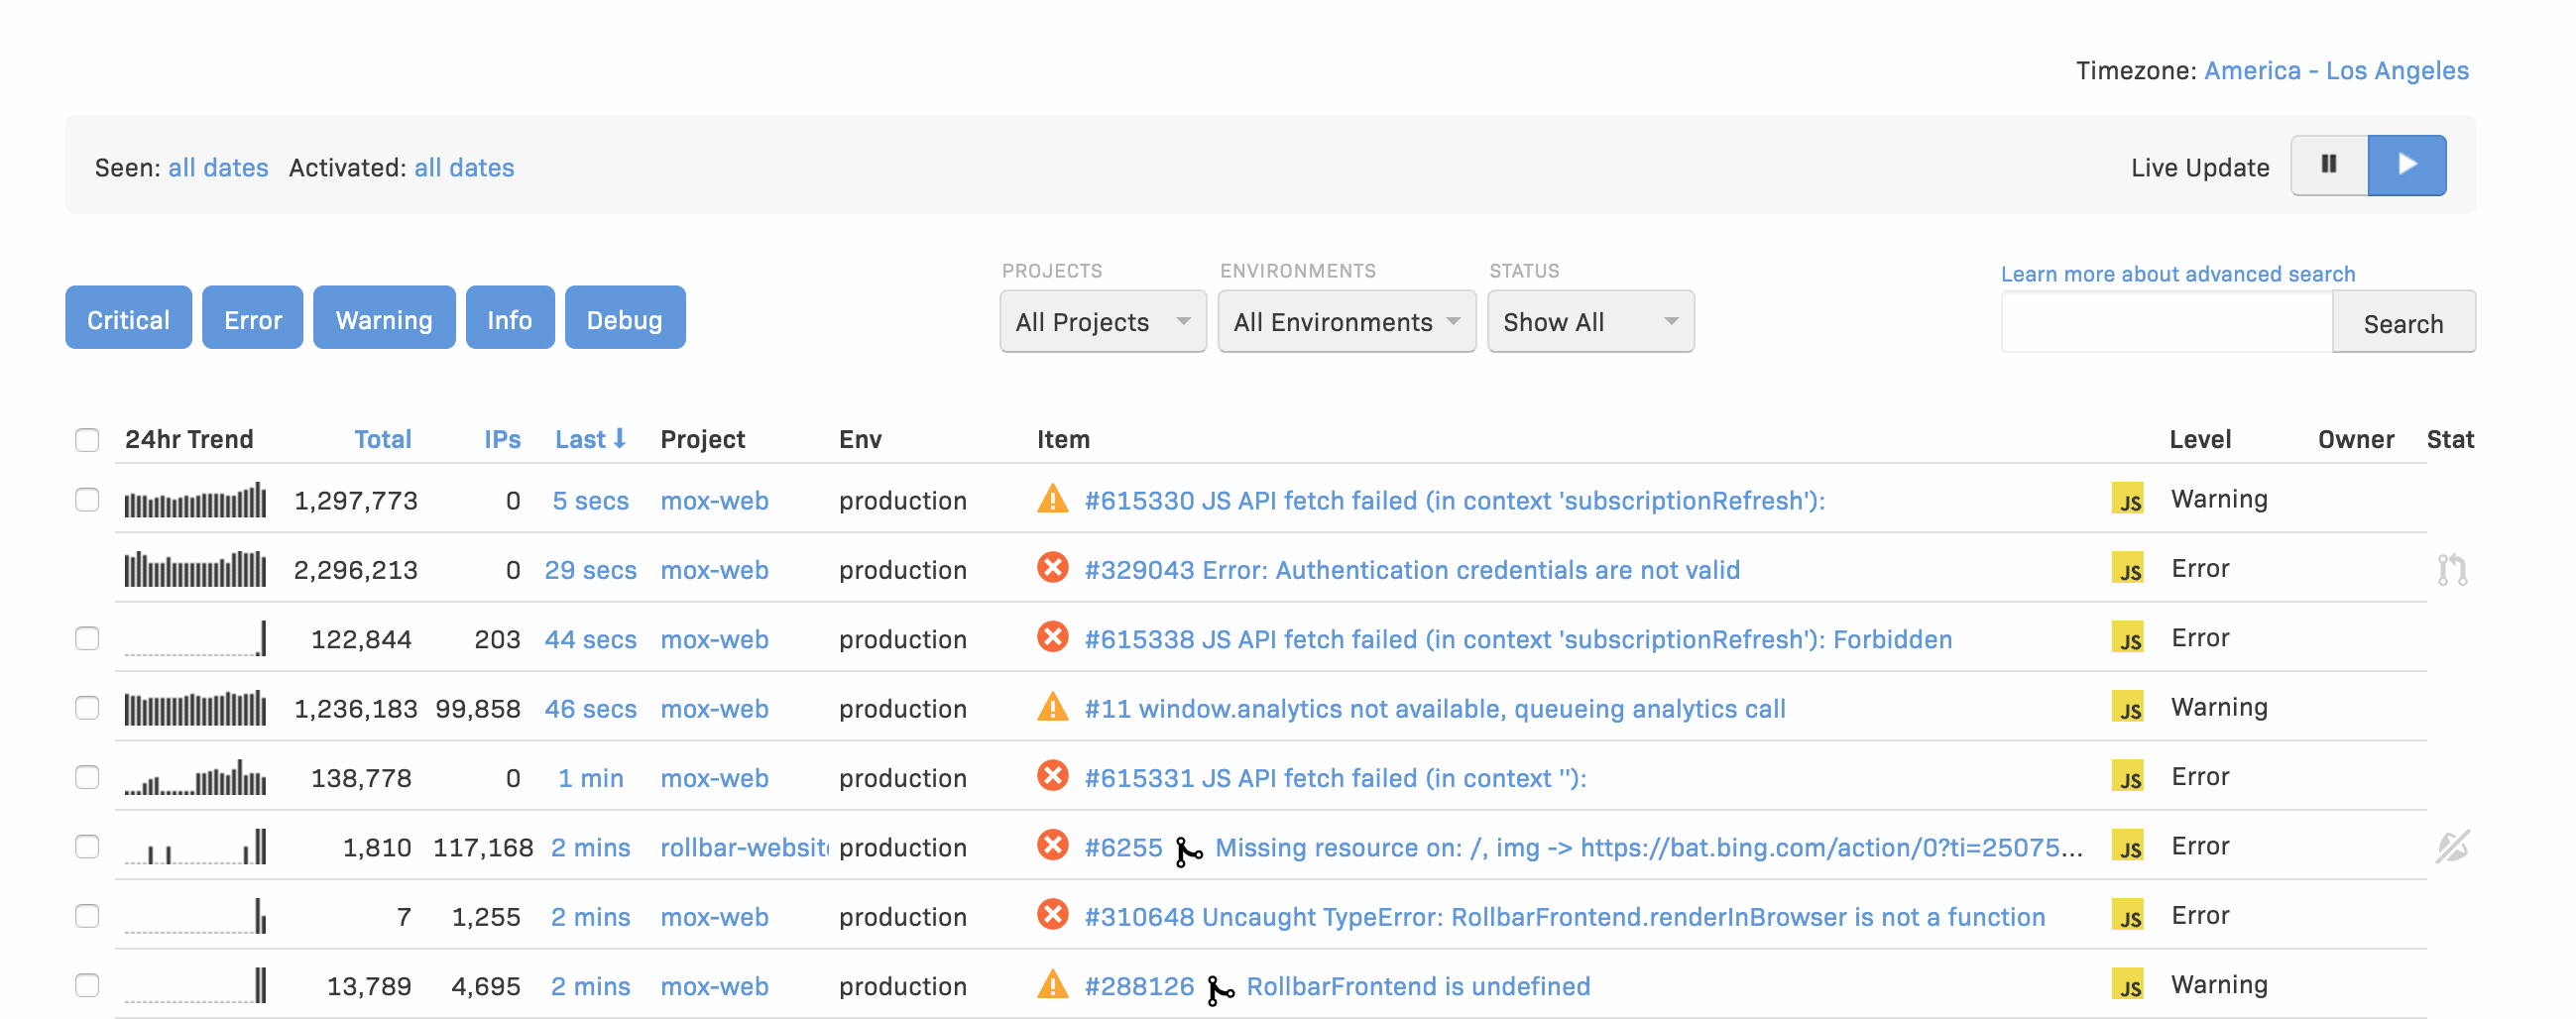 Timezone: America - Los Angeles
Seen: all dates Activated: all dates Live Update
PROJECTS ENVIRONMENTS STATUS
Learn more about advanced search
Critical Error Warning Info Debug All Projects All Environments Show All Search
24hr Trend Total IPs Last Project Env Item Level Owner Stat
1,297,773 0 5 secs mox-web production #615330 JS API fetch failed (in context 'subscriptionRefresh'): JS Warning
2,296,213 0 29 secs mox-web production #329043 Error: Authentication credentials are not valid JS Error
122,844 203 44 secs mox-web production #615338 JS API fetch failed (in context 'subscriptionRefresh'): Forbidden JS Error
1,236,183 99,858 46 secs mox-web production #11 window.analytics not available, queueing analytics call JS Warning
138,778 0 1 min mox-web production #615331 JS API fetch failed (in context ''): JS Error
1,810 117,168 2 mins rollbar-website production #6255 Missing resource on: /, img -> https://bat.bing.com/action/0?ti=25075... JS Error
7 1,255 2 mins mox-web production #310648 Uncaught TypeError: RollbarFrontend.renderInBrowser is not a function JS Error
13,789 4,695 2 mins mox-web production #288126 RollbarFrontend is undefined JS Warning